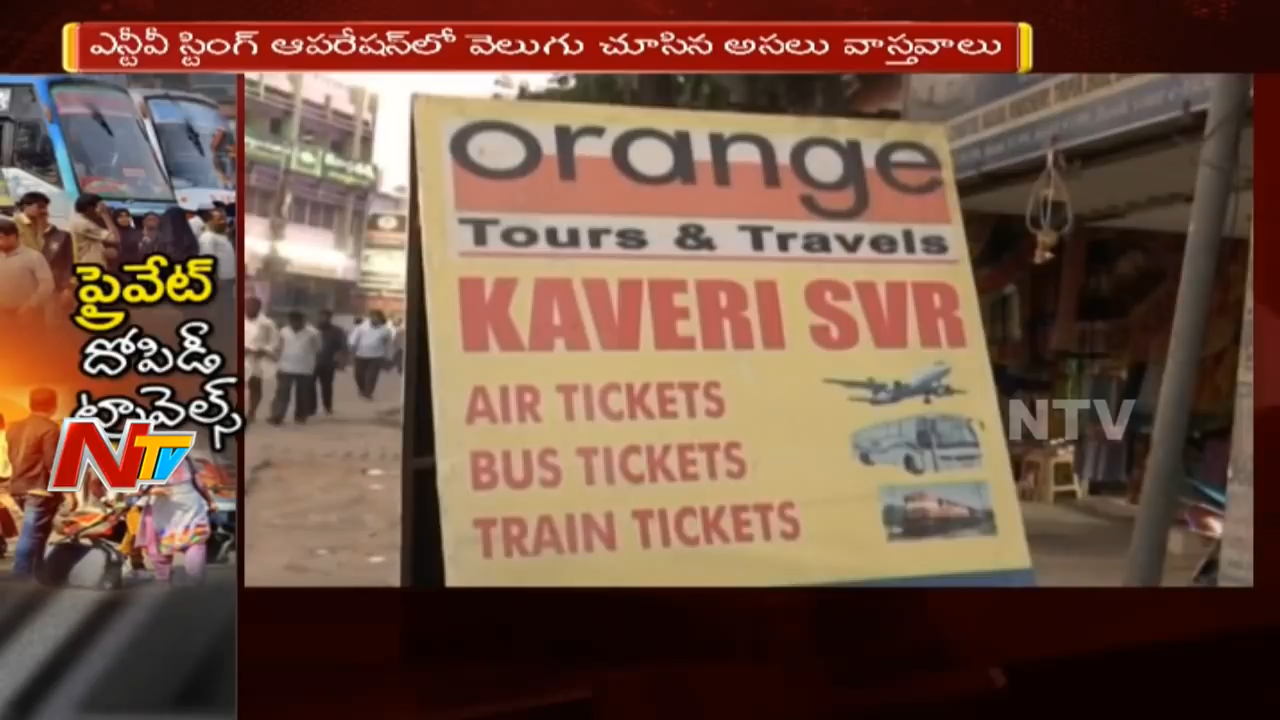 ఎన్టీవీ స్టింగ్ ఆపరేషన్‌లో వెలుగు చూసిన అసలు వాస్తవాలు
orange
Tours & Travels
KAVERI SVR
AIR TICKETS
BUS TICKETS
TRAIN TICKETS
NTV
ప్రైవేట్
దోపిడీ
ట్రావెల్స్
NTV